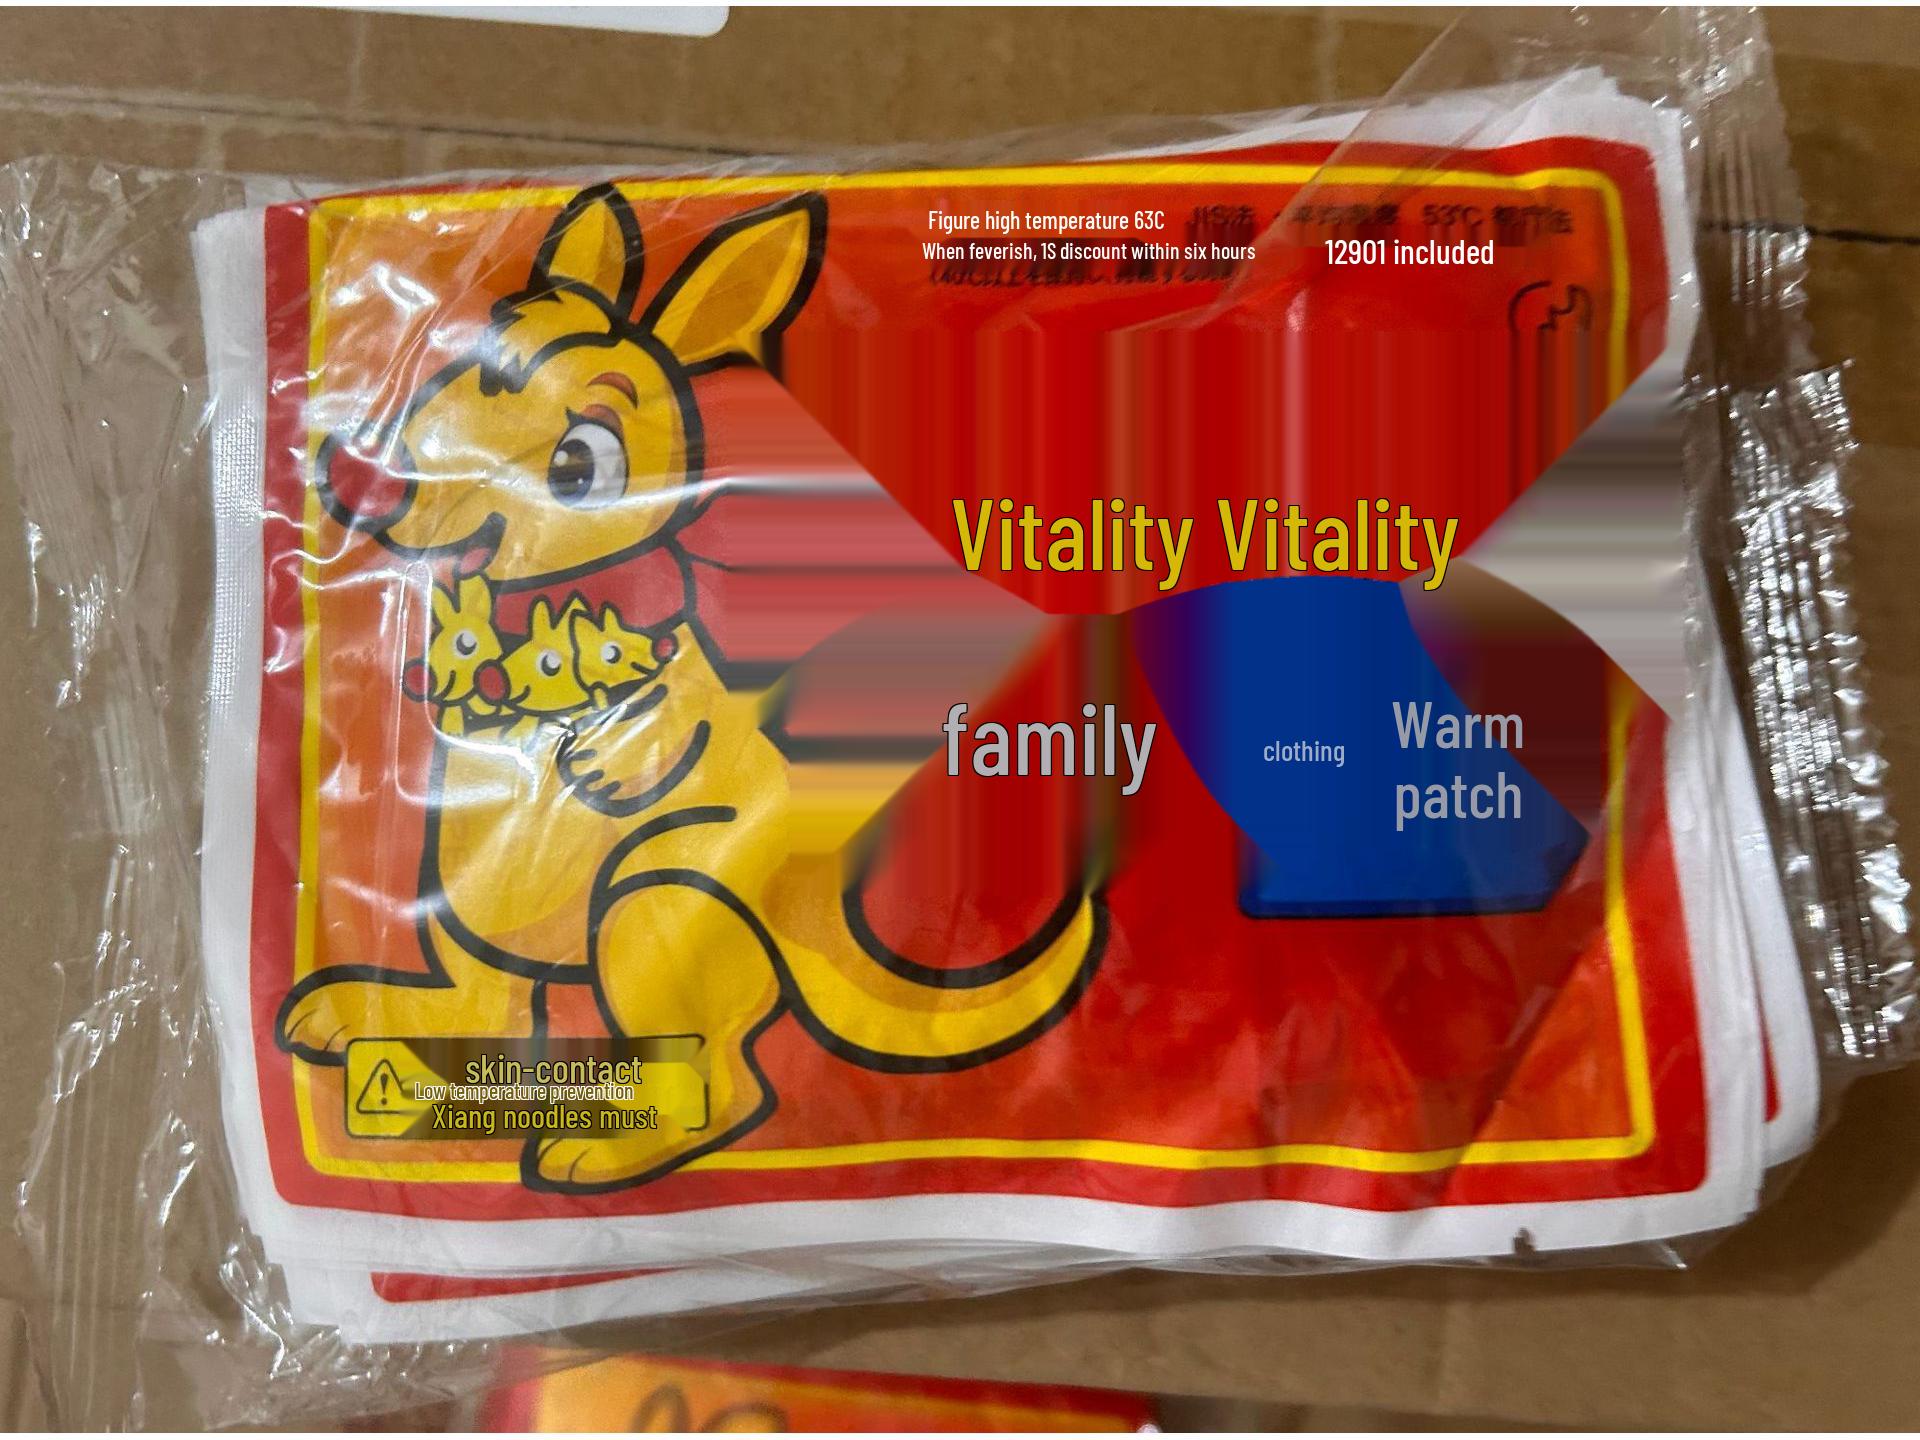 Figure high temperature 63C
When feverish, 1S discount within six hours
12901 included
53℃
Vitality Vitality
family
clothing
Warm
patch
skin-contact
Low temperature prevention
Xiang noodles must